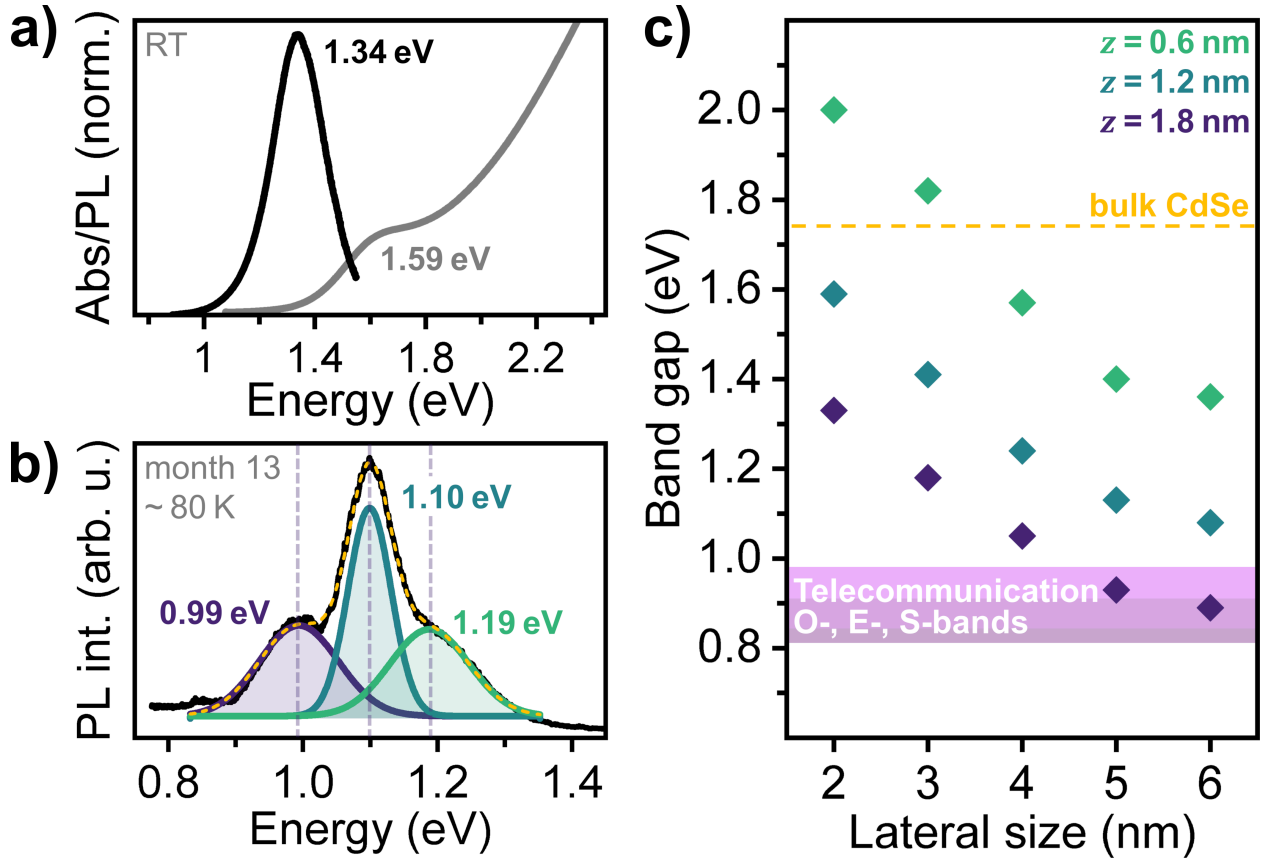 a)
RT
1.34 eV
1.59 eV
Abs/PL (norm.)
1 1.4 1.8 2.2
Energy (eV)
b)
month 13
~ 80 K
1.10 eV
0.99 eV
1.19 eV
PL int. (arb. u.)
0.8 1.0 1.2 1.4
Energy (eV)
c)
z = 0.6 nm
z = 1.2 nm
z = 1.8 nm
bulk CdSe
Telecommunication
O-, E-, S-bands
Band gap (eV)
2.0
1.8
1.6
1.4
1.2
1.0
0.8
2 3 4 5 6
Lateral size (nm)